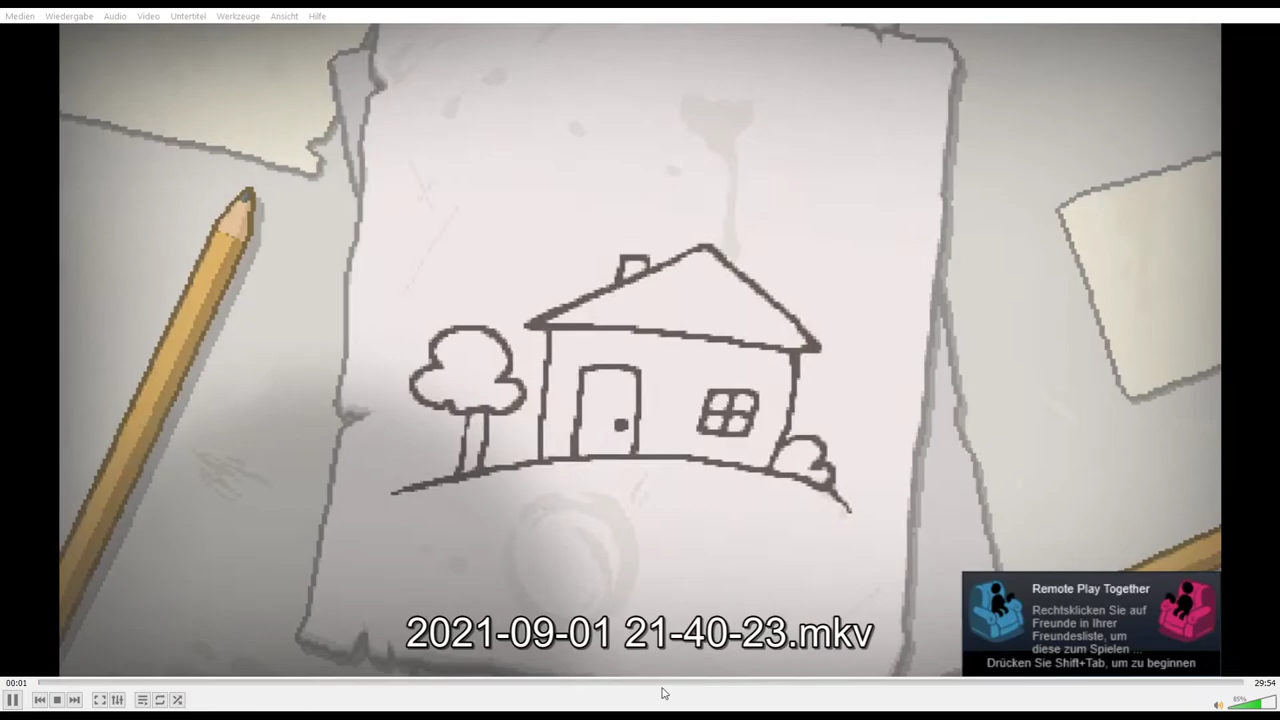 Medien Wiedergabe Audio Video Untertitel Werkzeuge Ansicht Hilfe
Remote Play Together
Rechtsklicken Sie auf
Freunde in Ihrer
Freundesliste, um
diese zum Spielen ...
Drücken Sie Shift+Tab, um zu beginnen
2021-09-01 21-40-23.mkv
00:01 29:54
85%